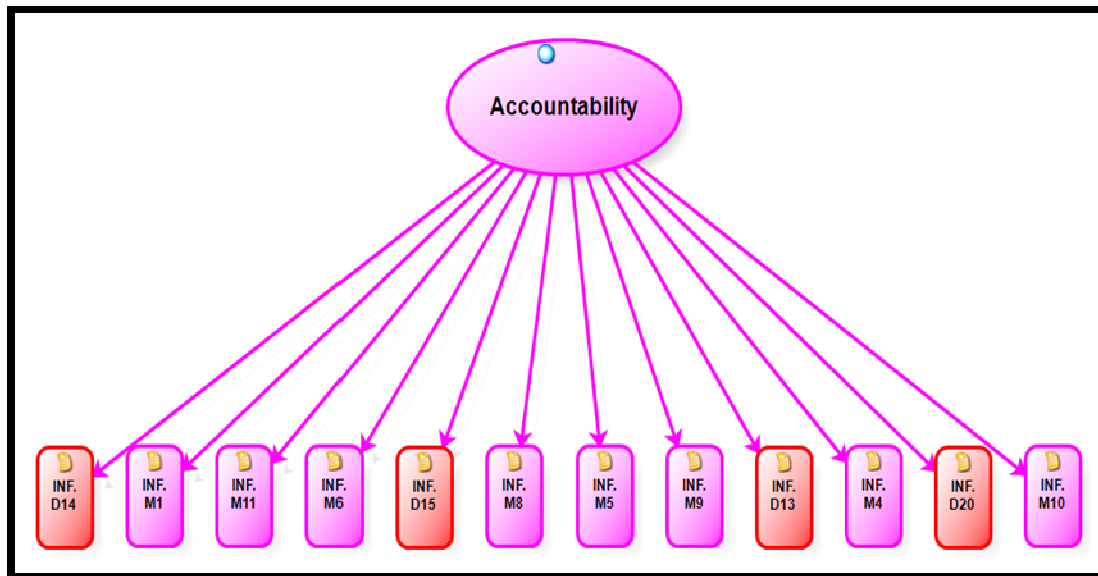 Accountability
INF.
D14
INF.
M1
INF.
M11
INF.
M6
INF.
D15
INF.
M8
INF.
M5
INF.
M9
INF.
D13
INF.
M4
INF.
D20
INF.
M10